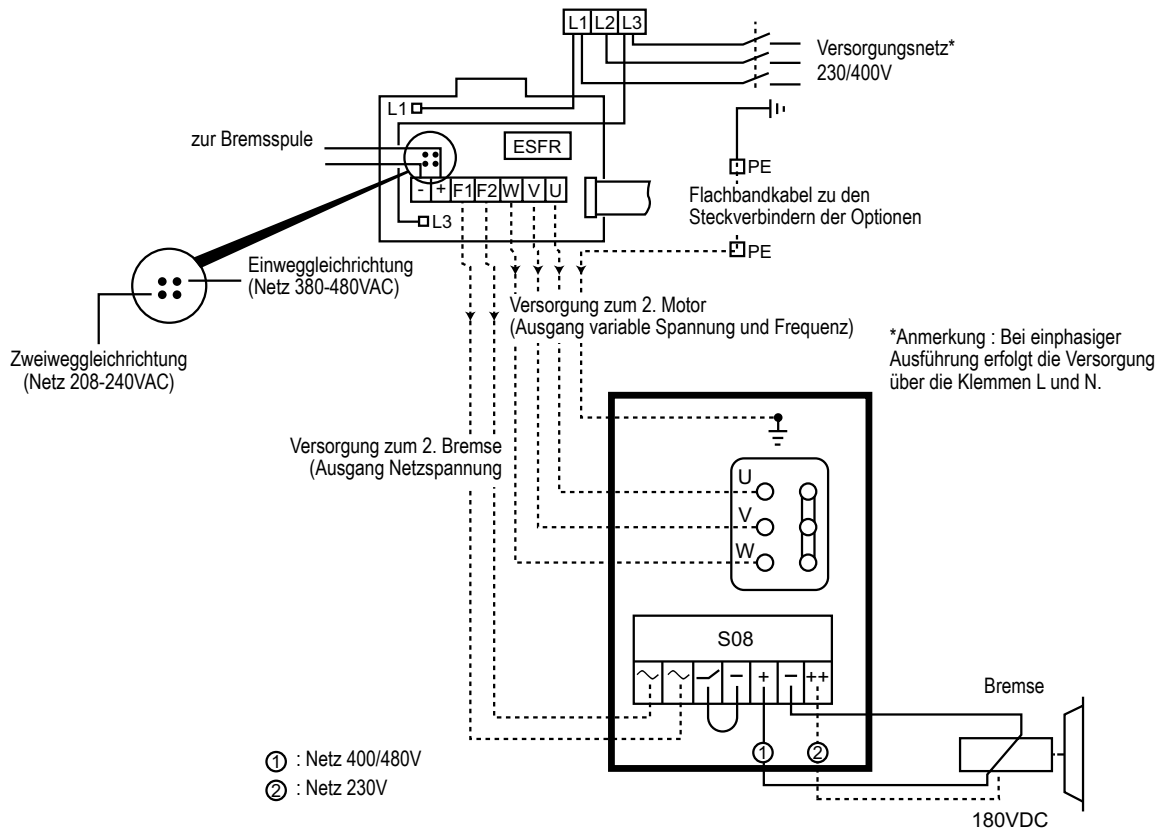 L1 L2 L3
Versorgungsnetz*
230/400V
L1
zur Bremsspule
ESFR
PE
- + F1 F2 W V U
Flachbandkabel zu den
Steckverbindern der Optionen
L3
PE
Einweggleichrichtung
(Netz 380-480VAC)
Versorgung zum 2. Motor
(Ausgang variable Spannung und Frequenz)
Zweiweggleichrichtung
(Netz 208-240VAC)
*Anmerkung : Bei einphasiger
Ausführung erfolgt die Versorgung
über die Klemmen L und N.
Versorgung zum 2. Bremse
(Ausgang Netzspannung
U
V
W
S08
~ ~ – + – ++
Bremse
① : Netz 400/480V
② : Netz 230V
① ②
180VDC